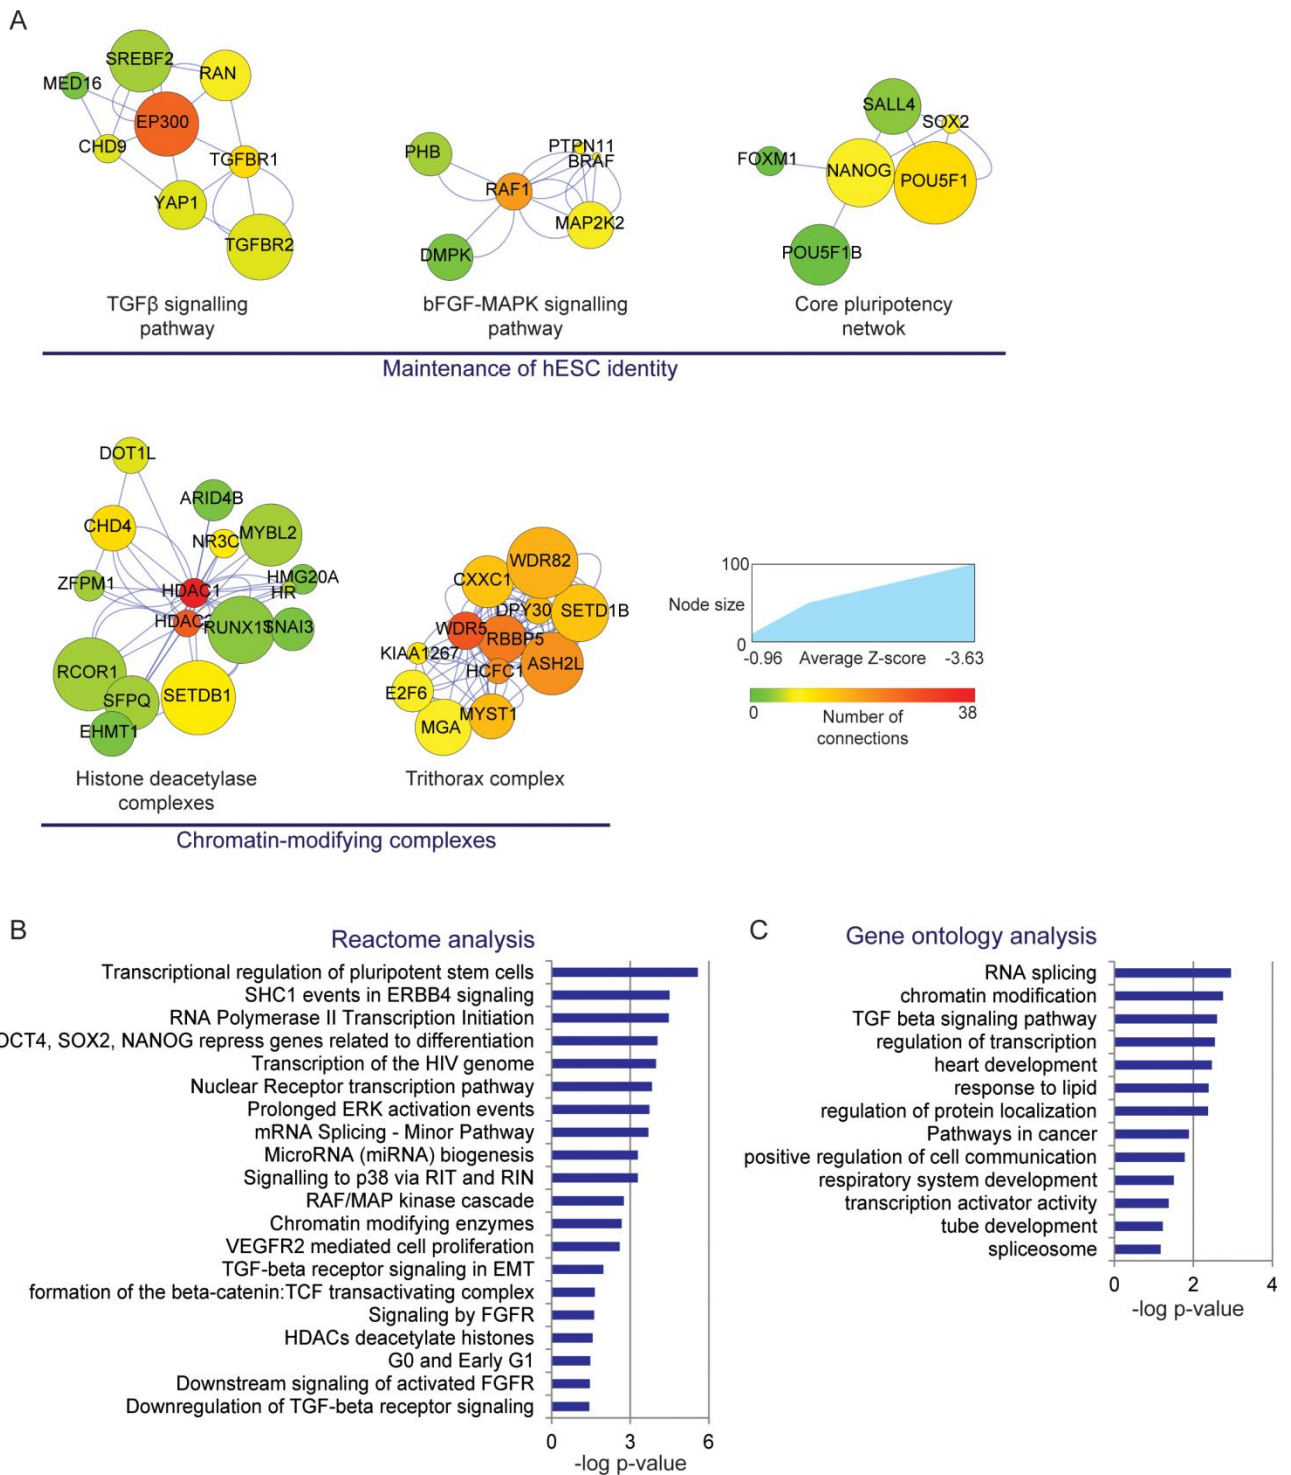 A
SREBF2
RAN
MED16
EP300
CHD9
TGFBR1
YAP1
TGFBR2
TGFβ signalling
pathway
PHB
PTPN11
BRAF
RAF1
MAP2K2
DMPK
bFGF-MAPK signalling
pathway
SALL4
SOX2
FOXM1
NANOG
POU5F1
POU5F1B
Core pluripotency
netwok
Maintenance of hESC identity
DOT1L
ARID4B
CHD4
NR3C
MYBL2
ZFPM1
HDAC1
HMG20A
HR
HDAC2
RUNX1T
SNAI3
RCOR1
SFPQ
SETDB1
EHMT1
Histone deacetylase
complexes
WDR82
CXXC1
DPY30
SETD1B
WDR5
RBBP5
KIAA1267
HCFC1
ASH2L
E2F6
MYST1
MGA
Trithorax complex
Chromatin-modifying complexes
100
Node size
0
-0.96 Average Z-score -3.63
0 Number of 38
connections
B
Reactome analysis
Transcriptional regulation of pluripotent stem cells
SHC1 events in ERBB4 signaling
RNA Polymerase II Transcription Initiation
OCT4, SOX2, NANOG repress genes related to differentiation
Transcription of the HIV genome
Nuclear Receptor transcription pathway
Prolonged ERK activation events
mRNA Splicing - Minor Pathway
MicroRNA (miRNA) biogenesis
Signalling to p38 via RIT and RIN
RAF/MAP kinase cascade
Chromatin modifying enzymes
VEGFR2 mediated cell proliferation
TGF-beta receptor signaling in EMT
formation of the beta-catenin:TCF transactivating complex
Signaling by FGFR
HDACs deacetylate histones
G0 and Early G1
Downstream signaling of activated FGFR
Downregulation of TGF-beta receptor signaling
0 3 6
-log p-value
C
Gene ontology analysis
RNA splicing
chromatin modification
TGF beta signaling pathway
regulation of transcription
heart development
response to lipid
regulation of protein localization
Pathways in cancer
positive regulation of cell communication
respiratory system development
transcription activator activity
tube development
spliceosome
0 2 4
-log p-value